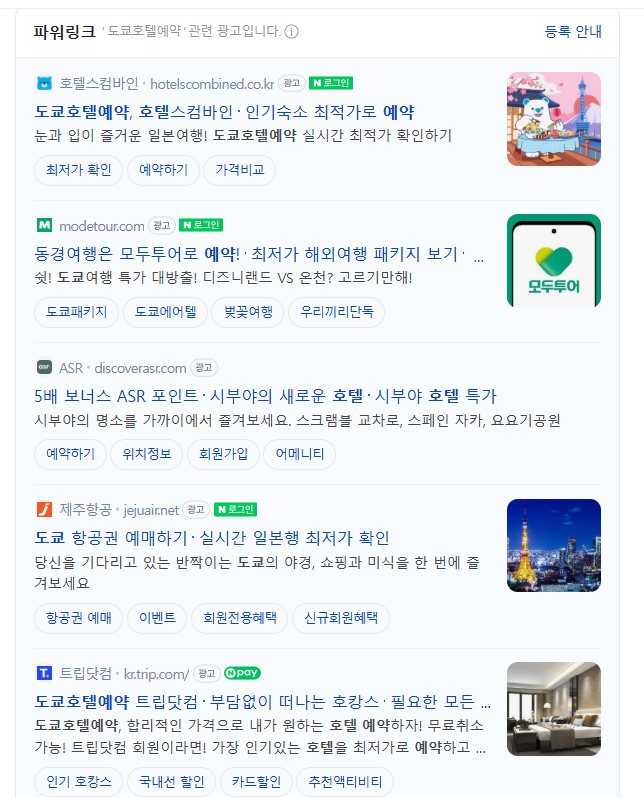 파워링크 '도쿄호텔예약' 관련 광고입니다. 등록 안내
호텔스컴바인 · hotelscombined.co.kr 광고 N 로그인
도쿄호텔예약, 호텔스컴바인 · 인기숙소 최적가로 예약
눈과 입이 즐거운 일본여행! 도쿄호텔예약 실시간 최적가 확인하기
최저가 확인 예약하기 가격비교
M modetour.com 광고 N 로그인
동경여행은 모두투어로 예약! · 최저가 해외여행 패키지 보기 · ...
쉿! 도쿄여행 특가 대방출! 디즈니랜드 VS 온천? 고르기만해!
모두투어
도쿄패키지 도쿄에어텔 벚꽃여행 우리끼리단독
asr ASR · discoverasr.com 광고
5배 보너스 ASR 포인트 · 시부야의 새로운 호텔 · 시부야 호텔 특가
시부야의 명소를 가까이에서 즐겨보세요. 스크램블 교차로, 스페인 자카, 요요기공원
예약하기 위치정보 회원가입 어메니티
제주항공 · jejuair.net 광고 N 로그인
도쿄 항공권 예매하기 · 실시간 일본행 최저가 확인
당신을 기다리고 있는 반짝이는 도쿄의 야경, 쇼핑과 미식을 한 번에 즐
겨보세요
항공권 예매 이벤트 회원전용혜택 신규회원혜택
T. 트립닷컴 · kr.trip.com/ 광고 N pay
도쿄호텔예약 트립닷컴 · 부담없이 떠나는 호캉스 · 필요한 모든 ...
도쿄호텔예약, 합리적인 가격으로 내가 원하는 호텔 예약하자! 무료취소
가능! 트립닷컴 회원이라면! 가장 인기있는 호텔을 최저가로 예약하고 ...
인기 호캉스 국내선 할인 카드할인 추천액티비티